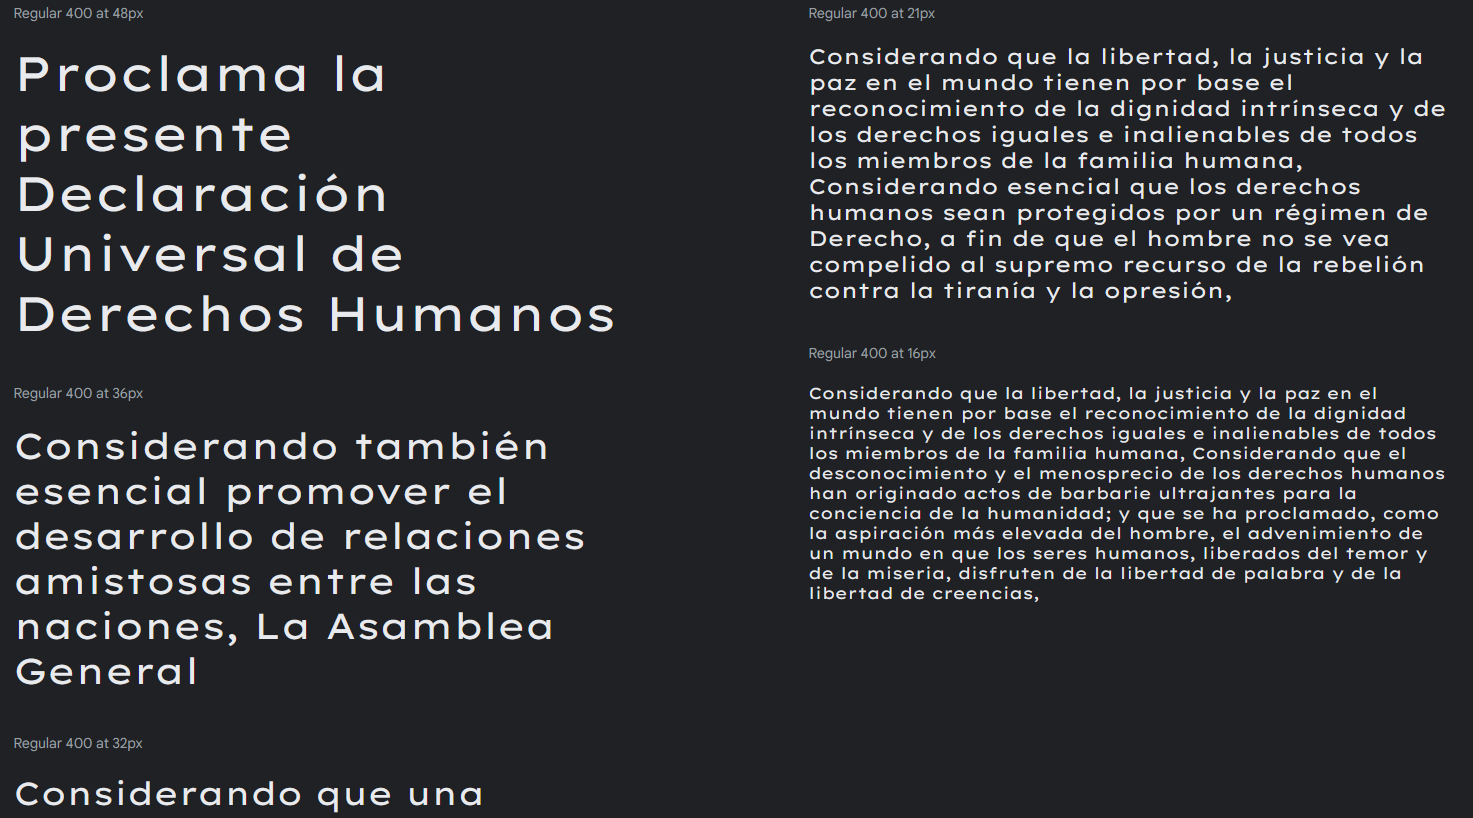 Regular 400 at 48px
Proclama la
presente
Declaración
Universal de
Derechos Humanos
Regular 400 at 36px
Considerando también
esencial promover el
desarrollo de relaciones
amistosas entre las
naciones, La Asamblea
General
Regular 400 at 32px
Considerando que una
Regular 400 at 21px
Considerando que la libertad, la justicia y la
paz en el mundo tienen por base el
reconocimiento de la dignidad intrínseca y de
los derechos iguales e inalienables de todos
los miembros de la familia humana,
Considerando esencial que los derechos
humanos sean protegidos por un régimen de
Derecho, a fin de que el hombre no se vea
compelido al supremo recurso de la rebelión
contra la tiranía y la opresión,
Regular 400 at 16px
Considerando que la libertad, la justicia y la paz en el
mundo tienen por base el reconocimiento de la dignidad
intrínseca y de los derechos iguales e inalienables de todos
los miembros de la familia humana, Considerando que el
desconocimiento y el menosprecio de los derechos humanos
han originado actos de barbarie ultrajantes para la
conciencia de la humanidad; y que se ha proclamado, como
la aspiración más elevada del hombre, el advenimiento de
un mundo en que los seres humanos, liberados del temor y
de la miseria, disfruten de la libertad de palabra y de la
libertad de creencias,